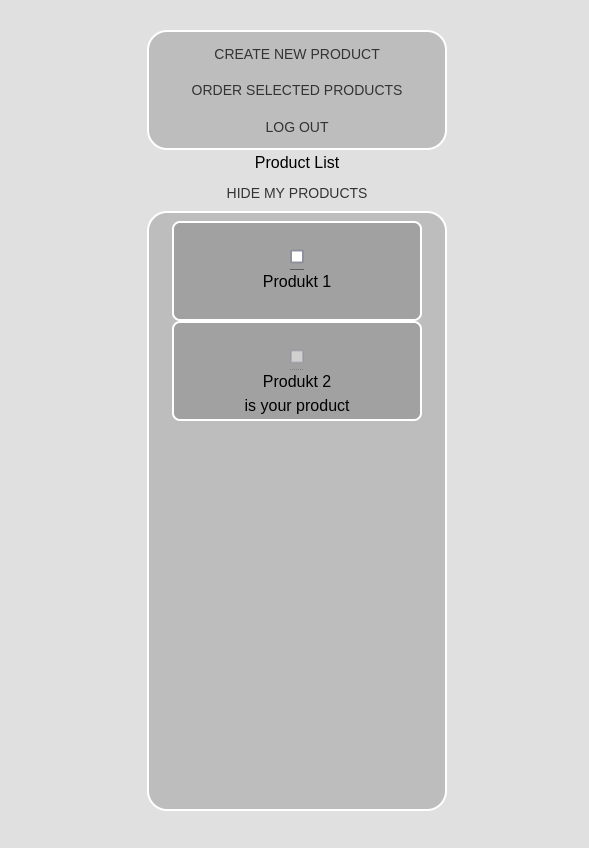 CREATE NEW PRODUCT
ORDER SELECTED PRODUCTS
LOG OUT
Product List
HIDE MY PRODUCTS
Produkt 1
Produkt 2
is your product